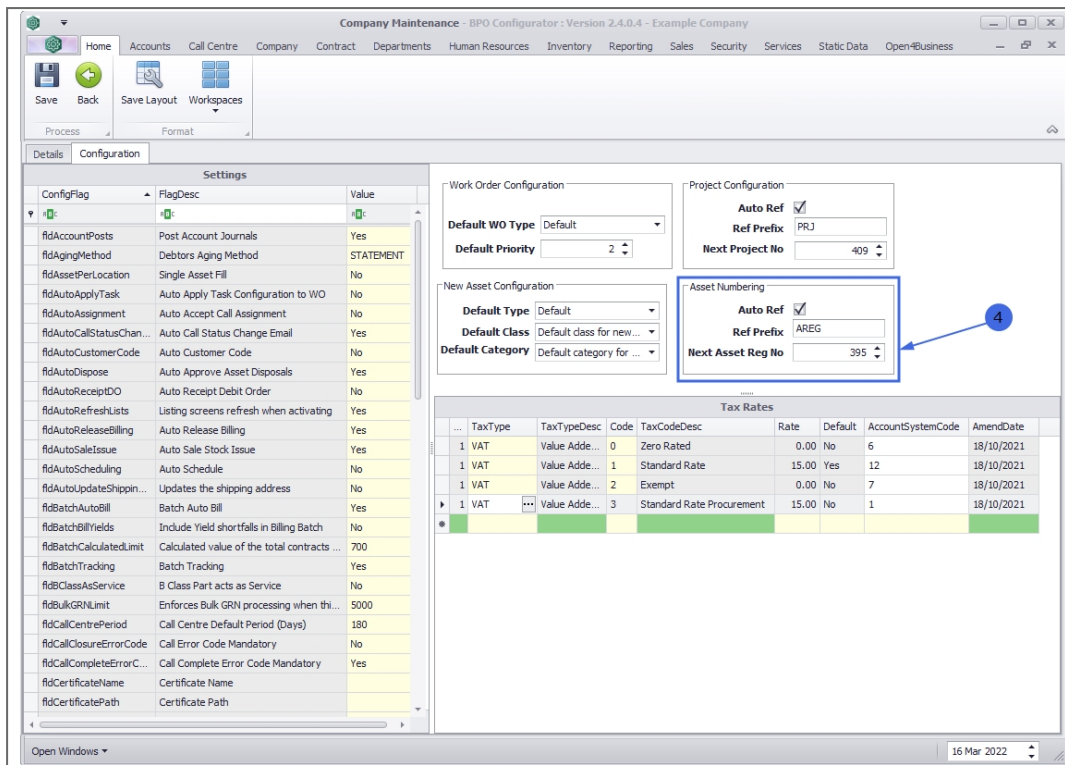 Company Maintenance - BPO Configurator : Version 2.4.0.4 - Example Company
Home Accounts Call Centre Company Contract Departments Human Resources Inventory Reporting Sales Security Services Static Data Open4Business
Save Back Save Layout Workspaces
Process Format
Details Configuration
Settings
ConfigFlag FlagDesc Value
fldAccountPosts Post Account Journals Yes
fldAgingMethod Debtors Aging Method STATEMENT
fldAssetPerLocation Single Asset Fill No
fldAutoApplyTask Auto Apply Task Configuration to WO No
fldAutoAssignment Auto Accept Call Assignment No
fldAutoCallStatusChan... Auto Call Status Change Email Yes
fldAutoCustomerCode Auto Customer Code No
fldAutoDispose Auto Approve Asset Disposals Yes
fldAutoReceiptDO Auto Receipt Debit Order No
fldAutoRefreshLists Listing screens refresh when activating Yes
fldAutoReleaseBilling Auto Release Billing Yes
fldAutoSaleIssue Auto Sale Stock Issue Yes
fldAutoScheduling Auto Schedule No
fldAutoUpdateShippin... Updates the shipping address No
fldBatchAutoBill Batch Auto Bill Yes
fldBatchBillYields Include Yield shortfalls in Billing Batch No
fldBatchCalculatedLimit Calculated value of the total contracts ... 700
fldBatchTracking Batch Tracking Yes
fldBClassAsService B Class Part acts as Service No
fldBulkGRNLimit Enforces Bulk GRN processing when thi... 5000
fldCallCentrePeriod Call Centre Default Period (Days) 180
fldCallClosureErrorCode Call Error Code Mandatory No
fldCallCompleteErrorC... Call Complete Error Code Mandatory Yes
fldCertificateName Certificate Name
fldCertificatePath Certificate Path
Work Order Configuration
Default WO Type Default
Default Priority 2
Project Configuration
Auto Ref
Ref Prefix PRJ
Next Project No 409
New Asset Configuration
Default Type Default
Default Class Default class for new...
Default Category Default category for ...
Asset Numbering
Auto Ref
Ref Prefix AREG
Next Asset Reg No 395
4
Tax Rates
... TaxType TaxTypeDesc Code TaxCodeDesc Rate Default AccountSystemCode AmendDate
1 VAT Value Adde... 0 Zero Rated 0.00 No 6 18/10/2021
1 VAT Value Adde... 1 Standard Rate 15.00 Yes 12 18/10/2021
1 VAT Value Adde... 2 Exempt 0.00 No 7 18/10/2021
1 VAT ... Value Adde... 3 Standard Rate Procurement 15.00 No 1 18/10/2021
Open Windows 16 Mar 2022